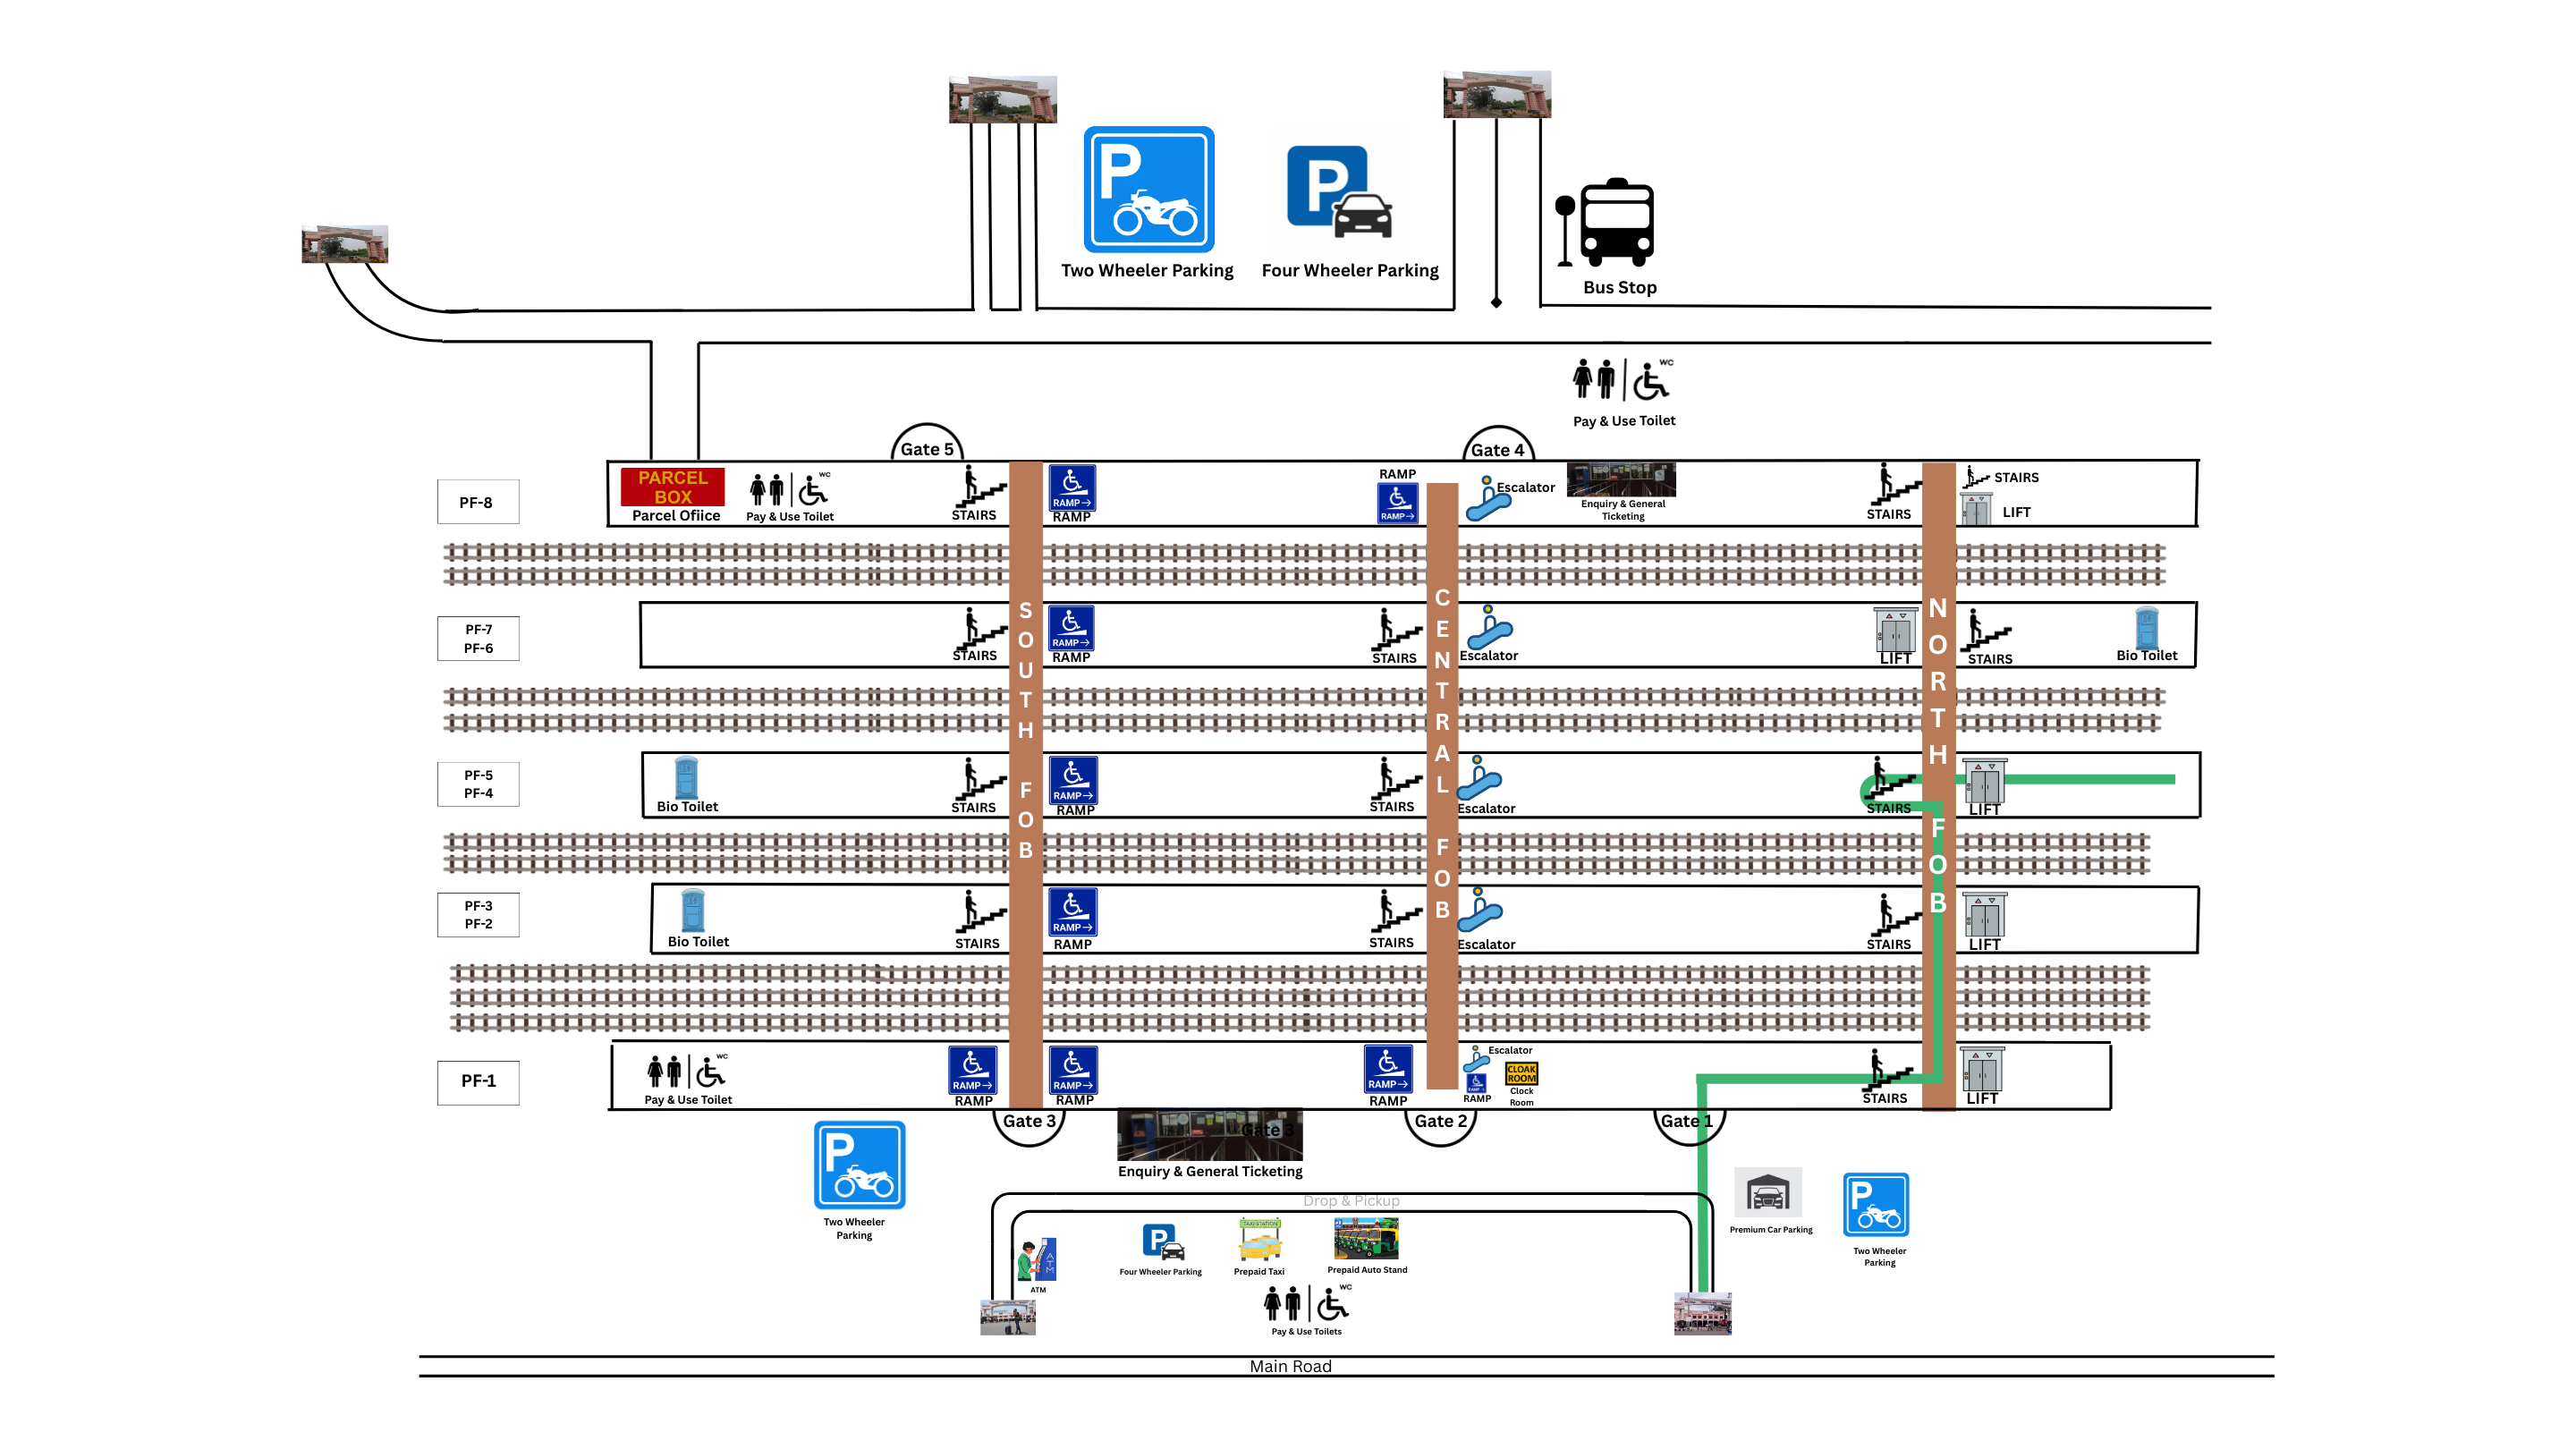 Two Wheeler Parking
Four Wheeler Parking
Bus Stop
WC
Pay & Use Toilet
Gate 5
Gate 4
PF-8
PARCEL
BOX
Parcel Ofiice
WC
Pay & Use Toilet
STAIRS
RAMP→
RAMP
RAMP
RAMP→
Escalator
Enquiry & General
Ticketing
STAIRS
STAIRS
LIFT
PF-7
PF-6
STAIRS
RAMP→
RAMP
STAIRS
Escalator
LIFT
STAIRS
Bio Toilet
SOUTH FOB
CENTRAL FOB
NORTH FOB
PF-5
PF-4
Bio Toilet
STAIRS
RAMP→
RAMP
STAIRS
Escalator
STAIRS
LIFT
PF-3
PF-2
Bio Toilet
STAIRS
RAMP→
RAMP
STAIRS
Escalator
STAIRS
LIFT
PF-1
WC
Pay & Use Toilet
RAMP→
RAMP
RAMP→
RAMP
RAMP→
RAMP
Escalator
RAMP
CLOAK
ROOM
Clock
Room
STAIRS
LIFT
Gate 3
Gate 3
Gate 2
Gate 1
Enquiry & General Ticketing
Two Wheeler
Parking
Drop & Pickup
Premium Car Parking
Two Wheeler
Parking
ATM
ATM
Four Wheeler Parking
TAXI STATION
Prepaid Taxi
Prepaid Auto Stand
WC
Pay & Use Toilets
Main Road